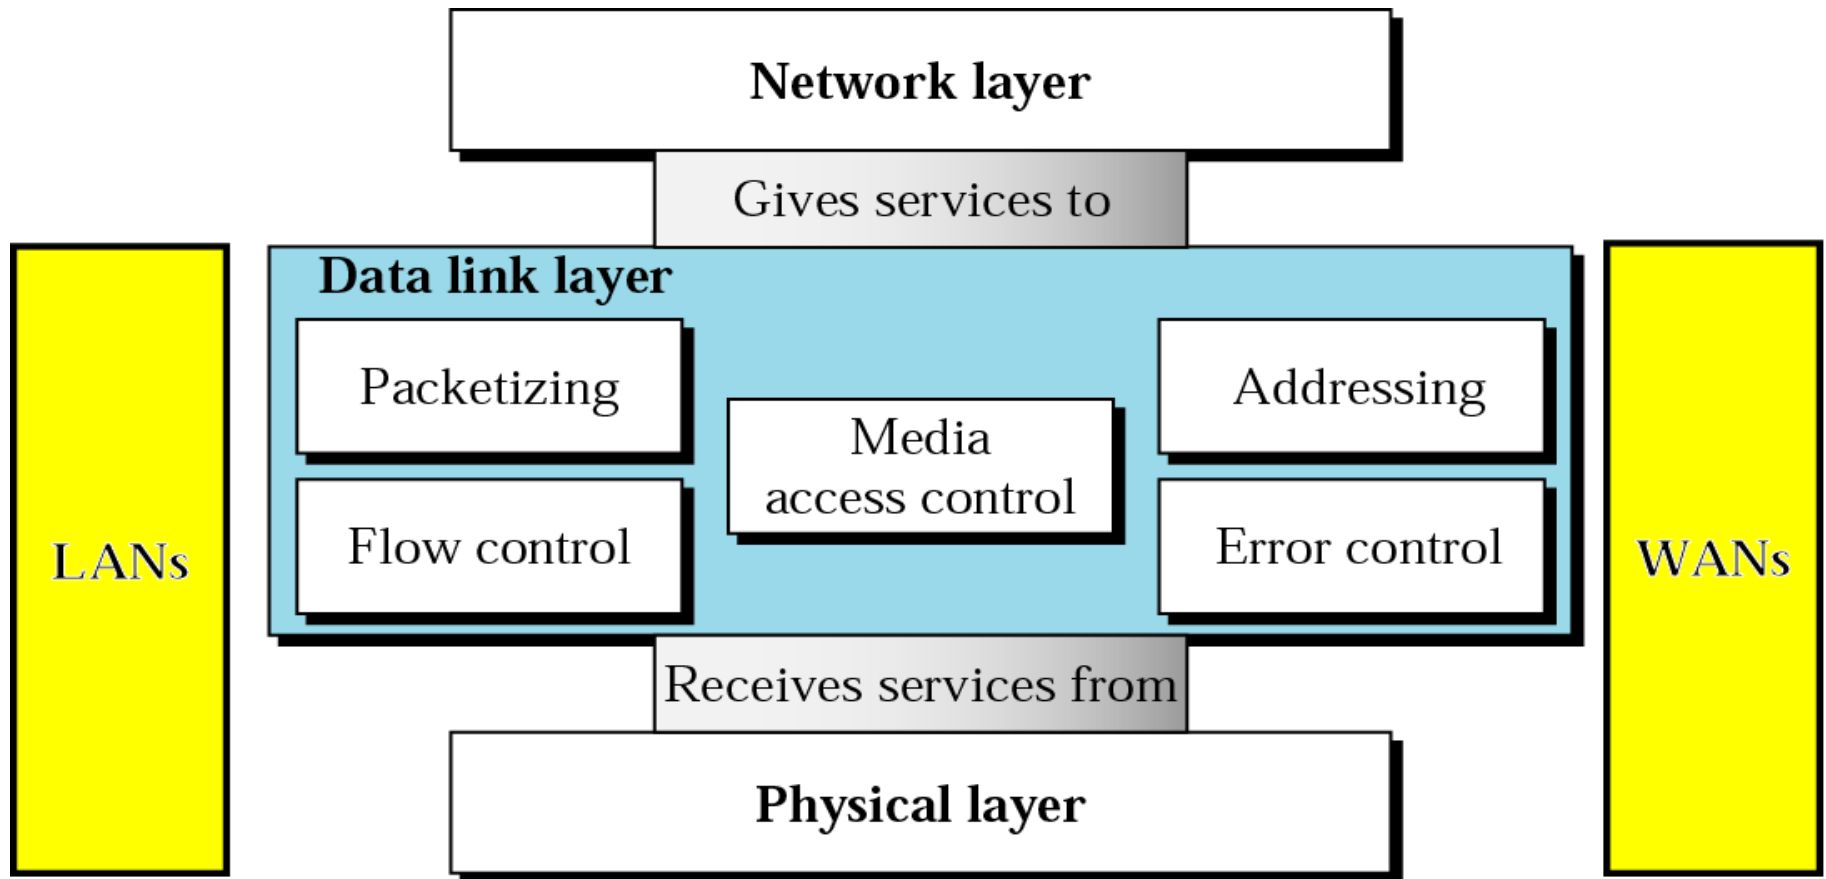 Network layer
Gives services to
Data link layer
Packetizing
Addressing
Media
access control
Flow control
Error control
LANs
WANs
Receives services from
Physical layer